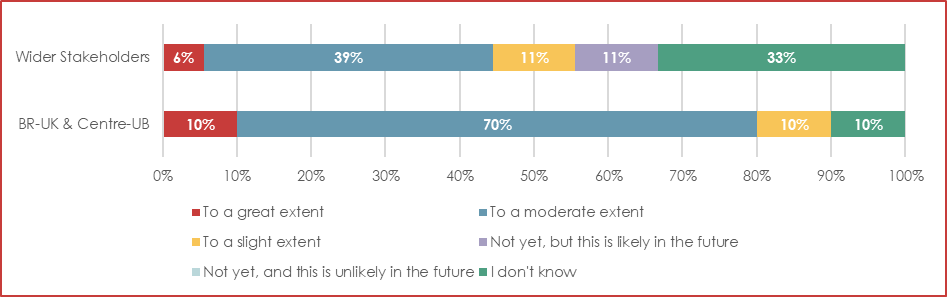 Wider Stakeholders 6% 39% 11% 11% 33%
BR-UK & Centre-UB 10% 70% 10% 10%
0% 10% 20% 30% 40% 50% 60% 70% 80% 90% 100%
To a great extent To a moderate extent
To a slight extent Not yet, but this is likely in the future
Not yet, and this is unlikely in the future I don't know